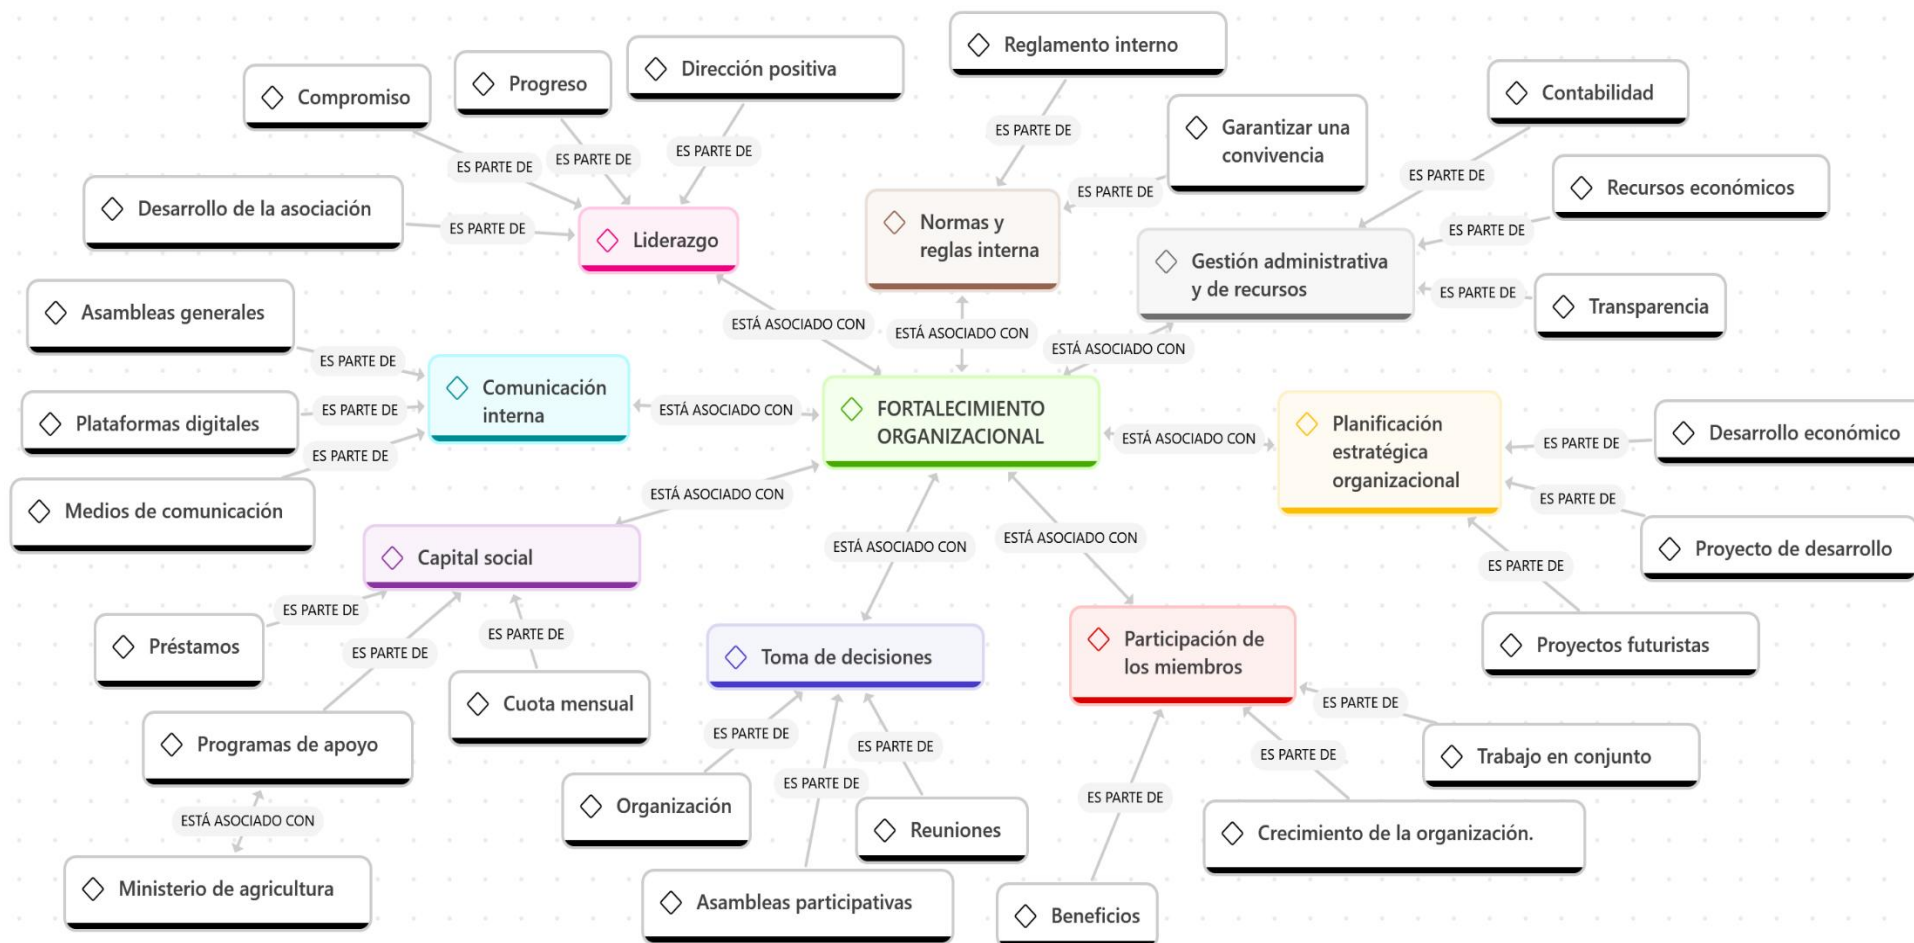 Reglamento interno
Dirección positiva
Progreso
Compromiso
Contabilidad
Garantizar una
convivencia
ES PARTE DE
ES PARTE DE
ES PARTE DE
ES PARTE DE
Desarrollo de la asociación
ES PARTE DE
Liderazgo
ES PARTE DE
Normas y
reglas interna
ES PARTE DE
Recursos económicos
ES PARTE DE
Gestión administrativa
y de recursos
ES PARTE DE
Transparencia
Asambleas generales
ESTÁ ASOCIADO CON
ESTÁ ASOCIADO CON
ESTÁ ASOCIADO CON
ES PARTE DE
Comunicación
interna
Plataformas digitales
ES PARTE DE
ESTÁ ASOCIADO CON
FORTALECIMIENTO
ORGANIZACIONAL
ESTÁ ASOCIADO CON
Planificación
estratégica
organizacional
ES PARTE DE
Desarrollo económico
ES PARTE DE
Medios de comunicación
ESTÁ ASOCIADO CON
ES PARTE DE
Proyecto de desarrollo
Capital social
ESTÁ ASOCIADO CON
ESTÁ ASOCIADO CON
ES PARTE DE
Proyectos futuristas
ES PARTE DE
Préstamos
ES PARTE DE
ES PARTE DE
Toma de decisiones
Participación de
los miembros
Cuota mensual
Programas de apoyo
ES PARTE DE
ES PARTE DE
ES PARTE DE
ES PARTE DE
ES PARTE DE
Trabajo en conjunto
ES PARTE DE
Organización
Reuniones
Crecimiento de la organización.
ESTÁ ASOCIADO CON
Ministerio de agricultura
Asambleas participativas
Beneficios